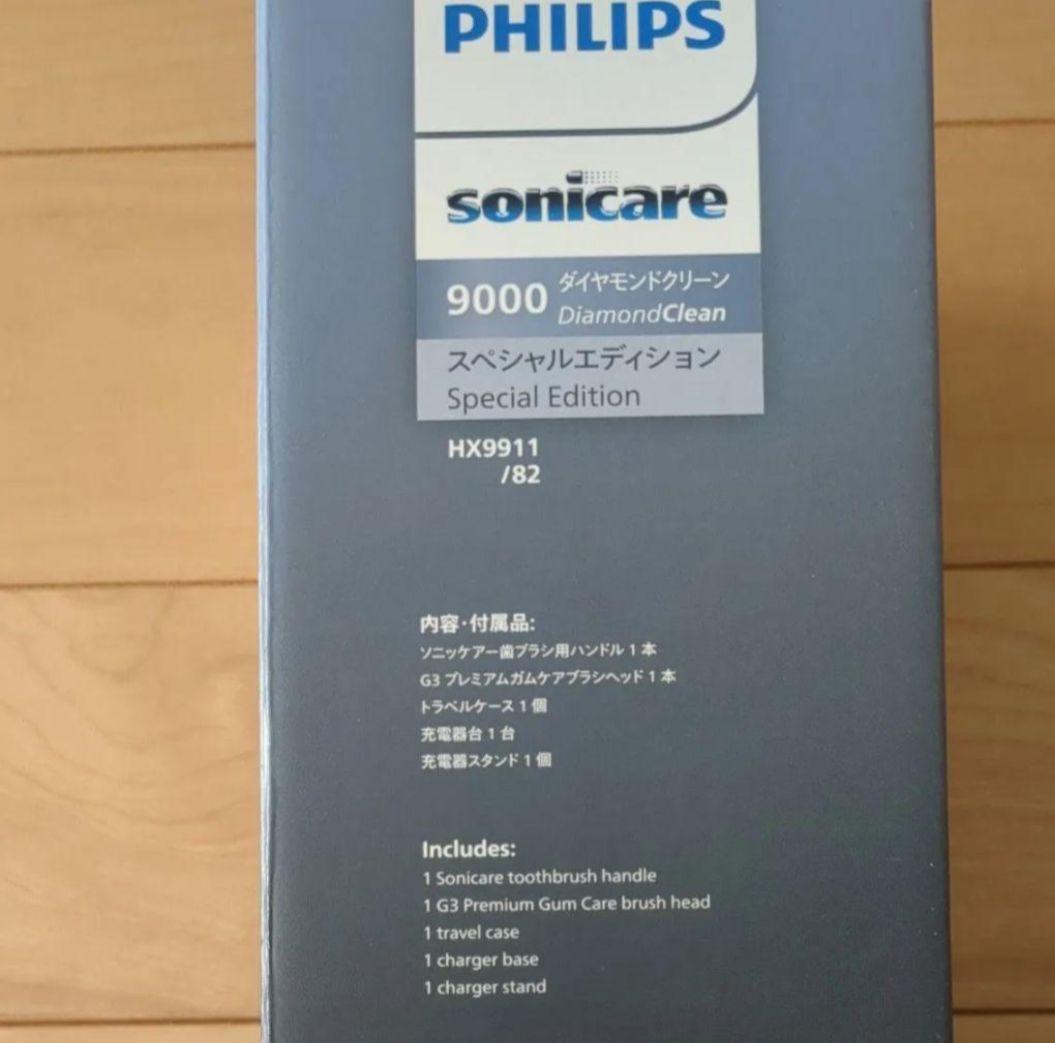 PHILIPS
sonicare
9000 ダイヤモンドクリーン
DiamondClean
スペシャルエディション
Special Edition
HX9911
/82
内容・付属品:
ソニッケアー歯ブラシ用ハンドル 1 本
G3 プレミアムガムケアブラシヘッド 1 本
トラベルケース 1 個
充電器台 1 台
充電器スタンド 1 個
Includes:
1 Sonicare toothbrush handle
1 G3 Premium Gum Care brush head
1 travel case
1 charger base
1 charger stand